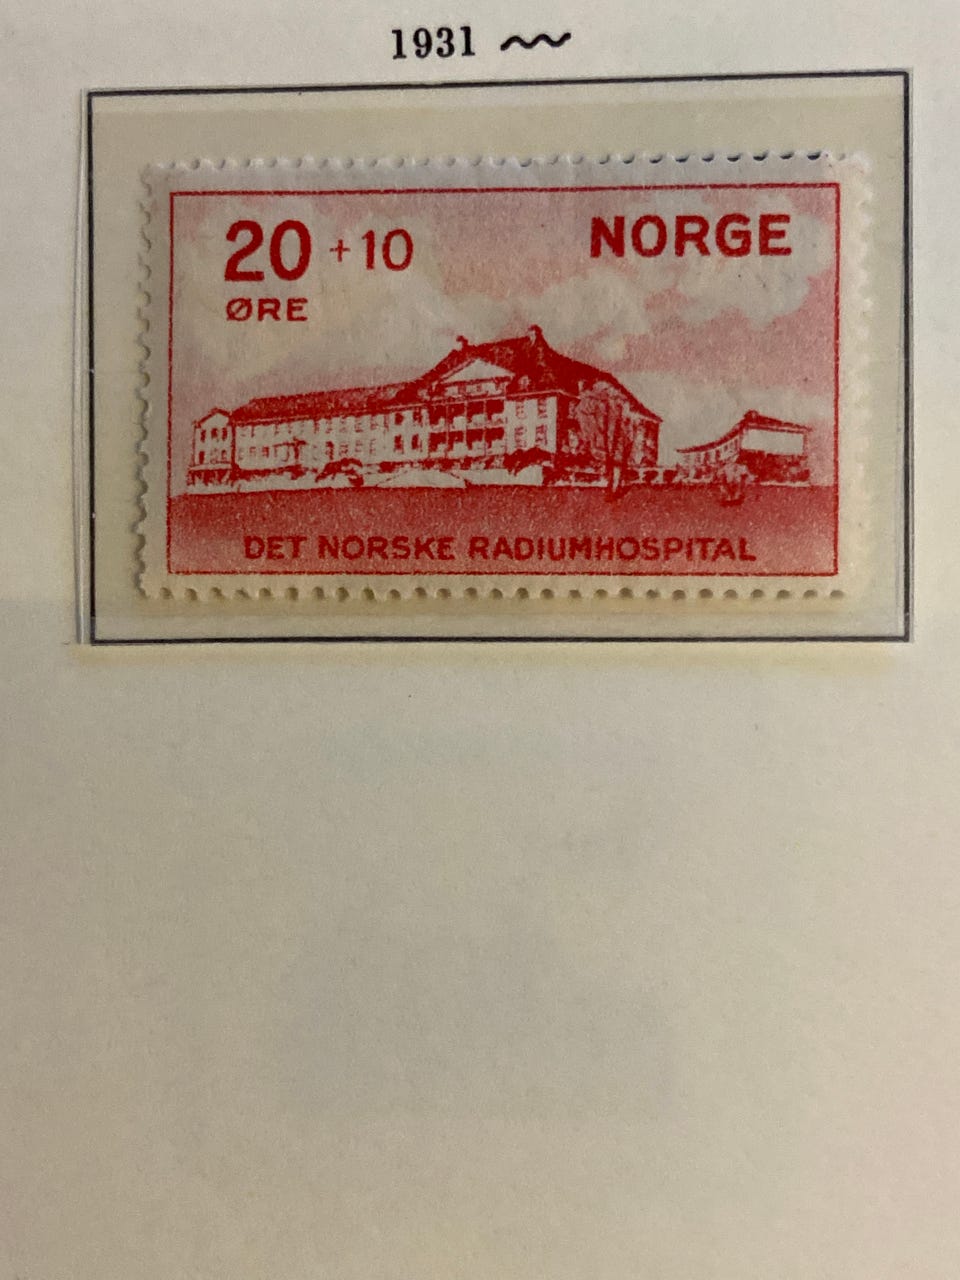 1931
20 + 10 NORGE
ØRE
DET NORSKE RADIUMHOSPITAL